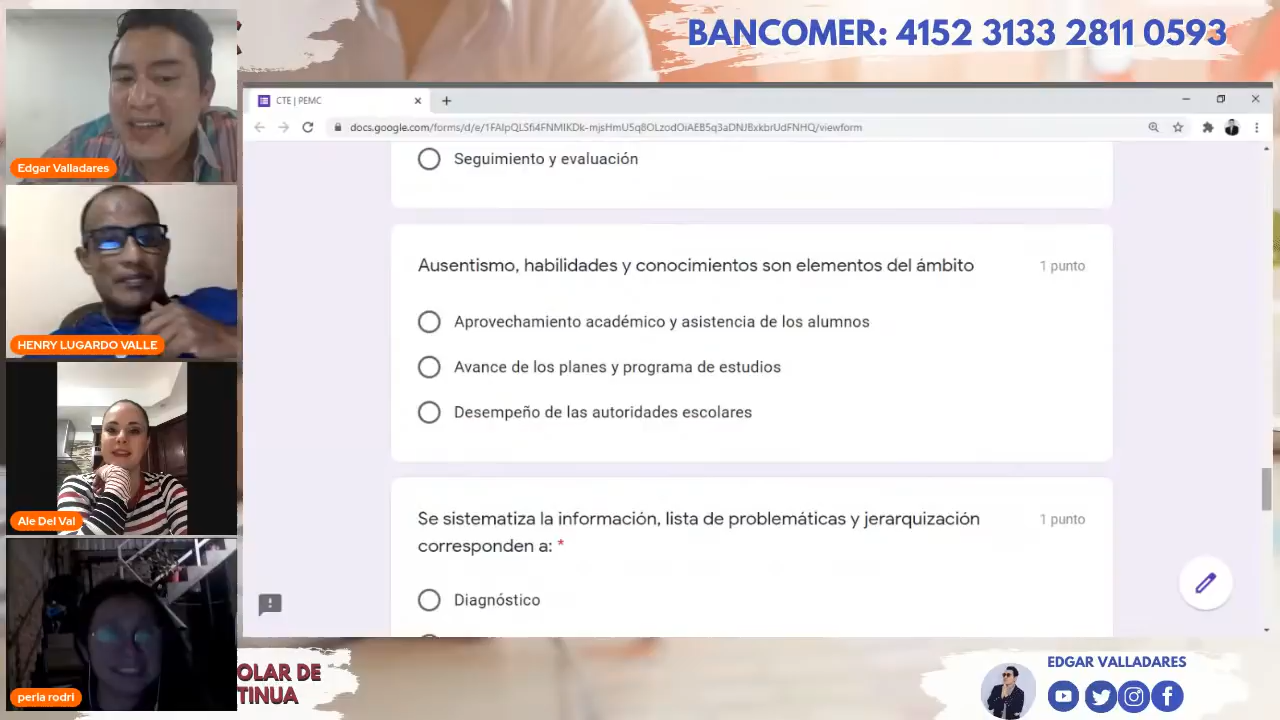 BANCOMER: 4152 3133 2811 0593
Edgar Valladares
HENRY LUGARDO VALLE
Ale Del Val
perla rodri
CTE | PEMC
docs.google.com/forms/d/e/1FAIpQLSfi4FNMIKDk-mjsHmU5q8OLzodOiAEB5q3aDNJBxkbrUdFNHQ/viewform
Seguimiento y evaluación
Ausentismo, habilidades y conocimientos son elementos del ámbito
1 punto
Aprovechamiento académico y asistencia de los alumnos
Avance de los planes y programa de estudios
Desempeño de las autoridades escolares
Se sistematiza la información, lista de problemáticas y jerarquización
corresponden a: *
1 punto
Diagnóstico
OLAR DE
TINUA
EDGAR VALLADARES